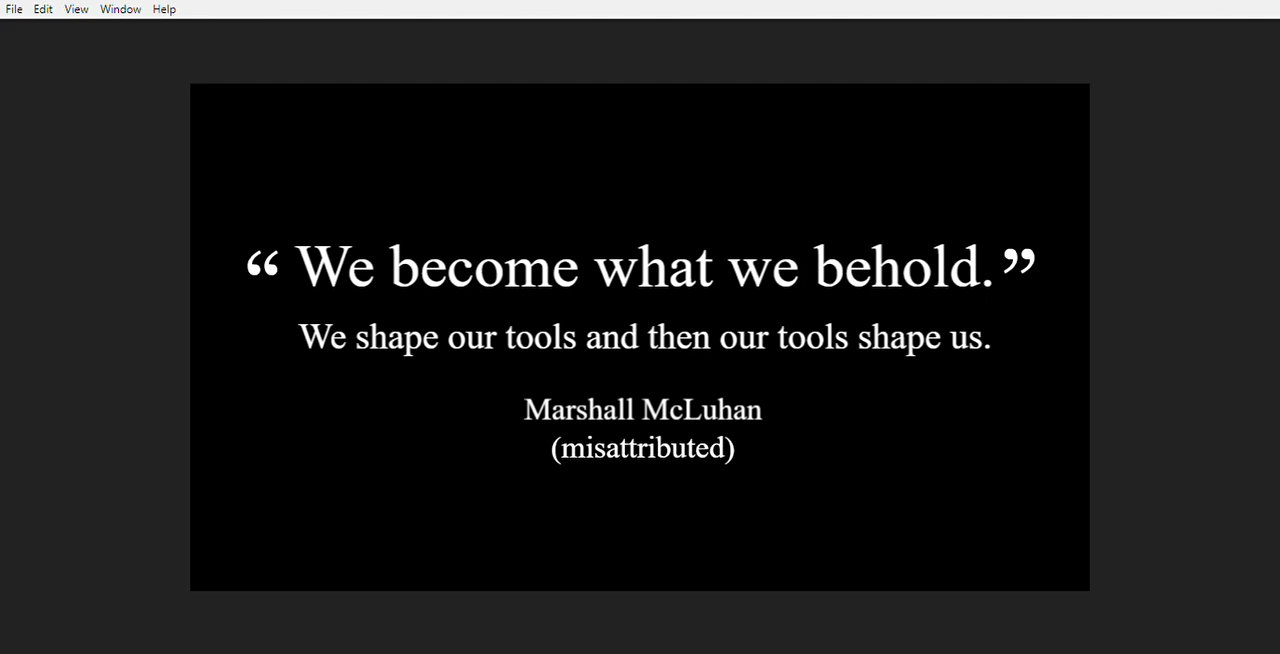 File Edit View Window Help
“ We become what we behold.”
We shape our tools and then our tools shape us.
Marshall McLuhan
(misattributed)